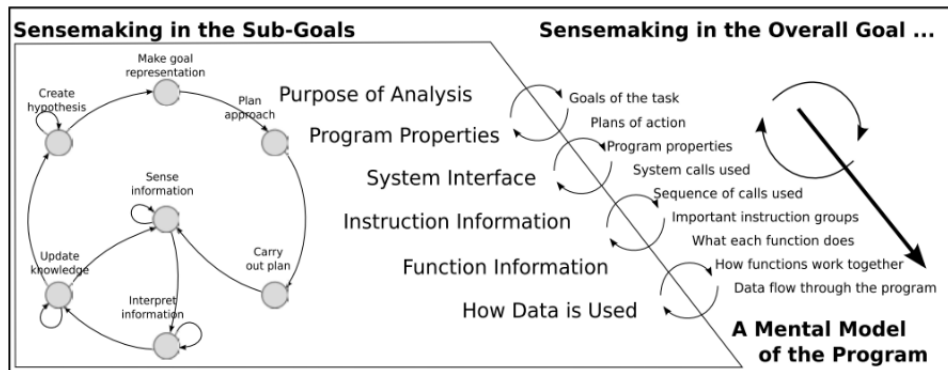 Sensemaking in the Sub-Goals
Make goal
representation
Create
hypothesis
Plan
approach
Sense
information
Update
knowledge
Carry
out plan
Interpret
information
Purpose of Analysis
Program Properties
System Interface
Instruction Information
Function Information
How Data is Used
Sensemaking in the Overall Goal ...
Goals of the task
Plans of action
Program properties
System calls used
Sequence of calls used
Important instruction groups
What each function does
How functions work together
Data flow through the program
A Mental Model
of the Program